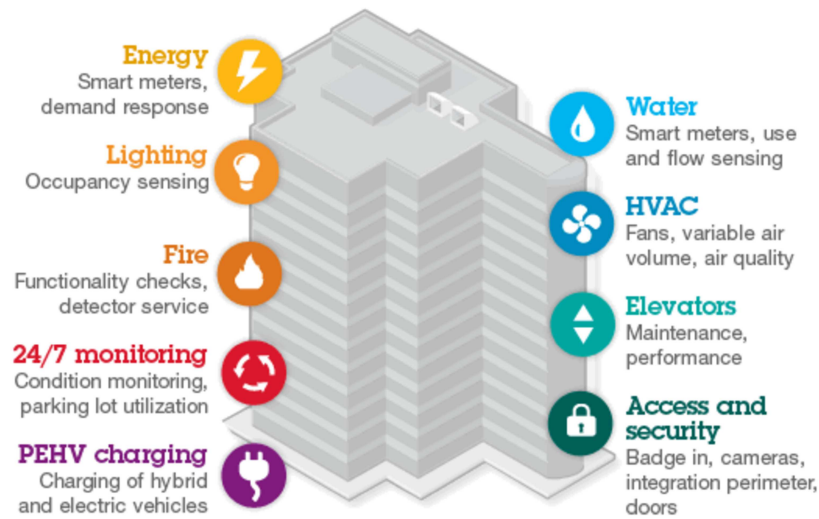 Energy
Smart meters,
demand response
Lighting
Occupancy sensing
Fire
Functionality checks,
detector service
24/7 monitoring
Condition monitoring,
parking lot utilization
PEHV charging
Charging of hybrid
and electric vehicles
Water
Smart meters, use
and flow sensing
HVAC
Fans, variable air
volume, air quality
Elevators
Maintenance,
performance
Access and
security
Badge in, cameras,
integration perimeter,
doors